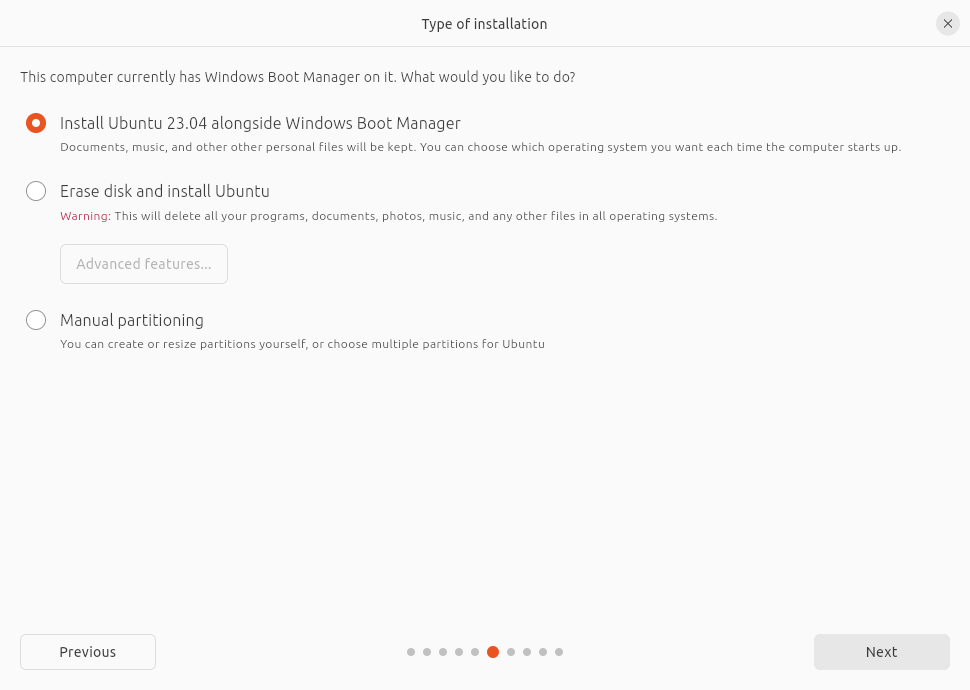 Type of installation
This computer currently has Windows Boot Manager on it. What would you like to do?
Install Ubuntu 23.04 alongside Windows Boot Manager
Documents, music, and other other personal files will be kept. You can choose which operating system you want each time the computer starts up.
Erase disk and install Ubuntu
Warning: This will delete all your programs, documents, photos, music, and any other files in all operating systems.
Advanced features...
Manual partitioning
You can create or resize partitions yourself, or choose multiple partitions for Ubuntu
Previous
Next